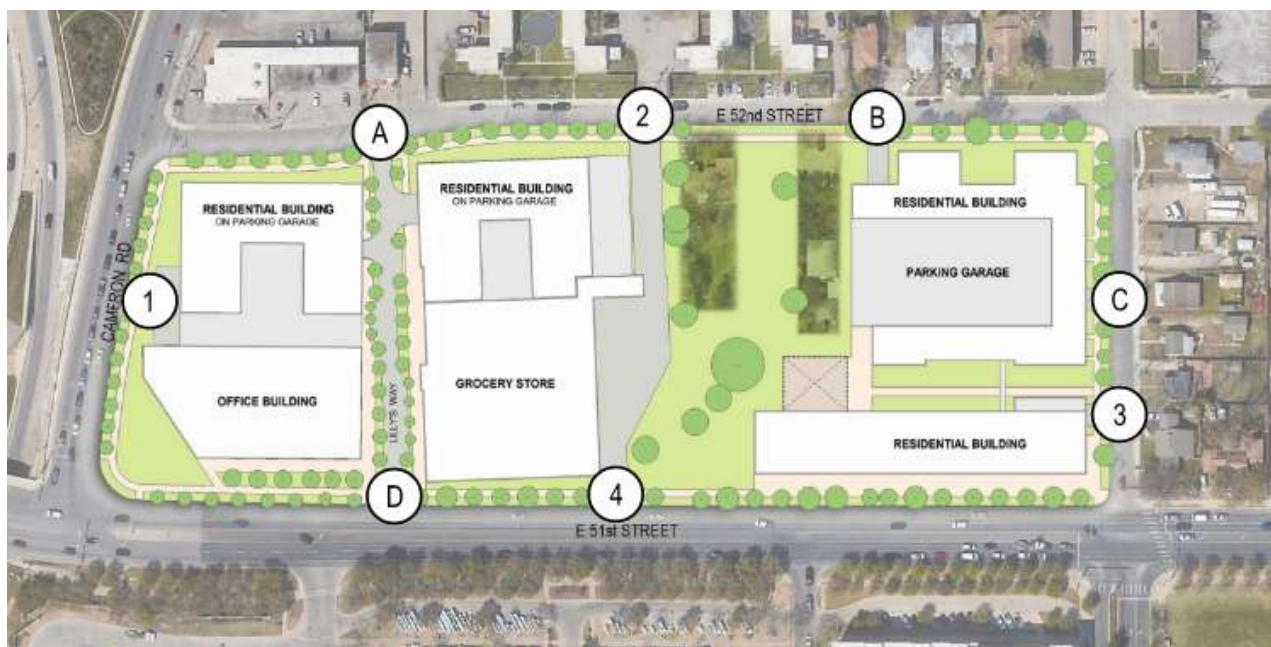 2
E 52nd STREET
A
B
RESIDENTIAL BUILDING
ON PARKING GARAGE
RESIDENTIAL BUILDING
ON PARKING GARAGE
RESIDENTIAL BUILDING
PARKING GARAGE
CAMERON RD
1
C
GROCERY STORE
LILLY'S WAY
OFFICE BUILDING
3
RESIDENTIAL BUILDING
D
4
E 51st STREET